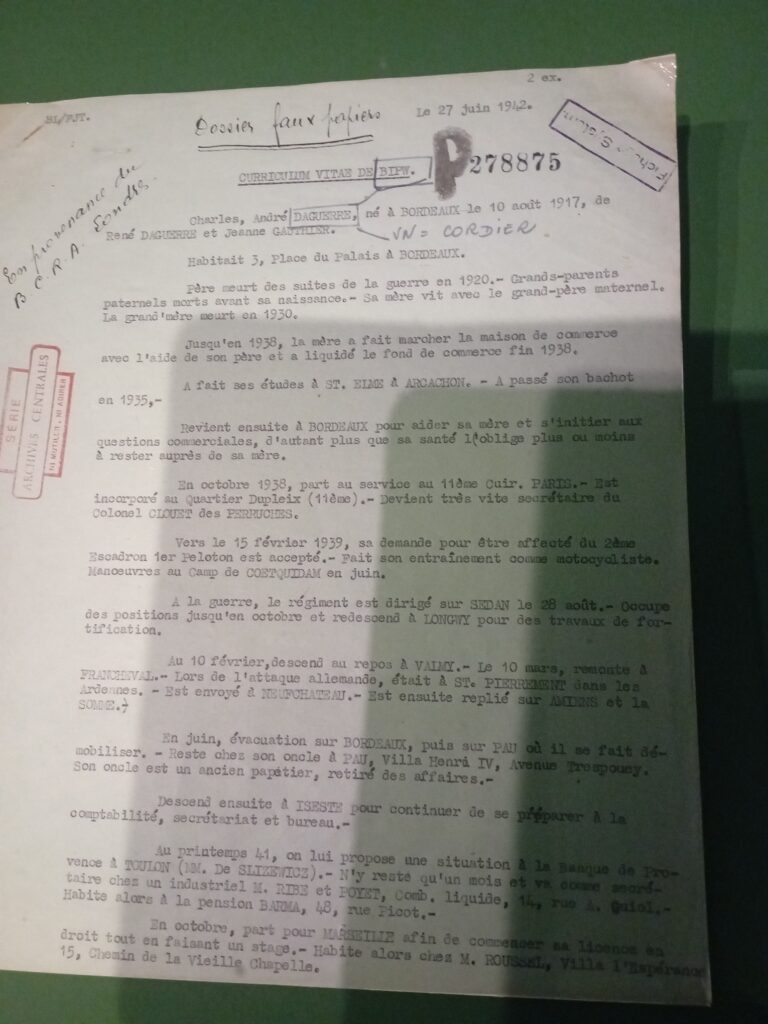 2 ex.
BL/PJT.
Dossier faux papiers
Le 27 juin 1942.
Fichier
P 278875
CURRICULUM VITAE DE BIPW.
En provenance du
B.C.R.A. Londres.
Charles, André DAGUERRE, né à BORDEAUX le 10 août 1917, de
René DAGUERRE et Jeanne GAUTHIER.
VN = CORDIER
Habitait 3, Place du Palais à BORDEAUX.
Père meurt des suites de la guerre en 1920.- Grands-parents
paternels morts avant sa naissance.- Sa mère vit avec le grand-père maternel.
La grand'mère meurt en 1930.
Jusqu'en 1938, la mère a fait marcher la maison de commerce
avec l'aide de son père et a liquidé le fond de commerce fin 1938.
SERIE
ARCHIVES CENTRALES
NI MUTILER - NI ADIRER
A fait ses études à ST. ELME à ARCACHON. - A passé son bachot
en 1935,-
Revient ensuite à BORDEAUX pour aider sa mère et s'initier aux
questions commerciales, d'autant plus que sa santé l'oblige plus ou moins
à rester auprès de sa mère.
En octobre 1938, part au service au 11ème Cuir. PARIS.- Est
incorporé au Quartier Dupleix (11ème).- Devient très vite secrétaire du
Colonel CLOUET des PERRUCHES.
Vers le 15 février 1939, sa demande pour être affecté du 2ème
Escadron 1er Peloton est accepté.- Fait son entraînement comme motocycliste.
Manoeuvres au Camp de COETQUIDAM en juin.
A la guerre, le régiment est dirigé sur SEDAN le 28 août.- Occupe
des positions jusqu'en octobre et redescend à LONGWY pour des travaux de for-
tification.
Au 10 février,descend au repos à VALMY.- Le 10 mars, remonte à
FRANCHEVAL.- Lors de l'attaque allemande, était à ST. PIERREMENT dans les
Ardennes. - Est envoyé à NEUFCHATEAU.- Est ensuite replié sur AMIENS et la
SOMME.-
En juin, évacuation sur BORDEAUX, puis sur PAU où il se fait dé-
mobiliser. - Reste chez son oncle à PAU, Villa Henri IV, Avenue Trespouey.
Son oncle est un ancien papetier, retiré des affaires.-
Descend ensuite à ISESTE pour continuer de se préparer à la
comptabilité, secrétariat et bureau.-
Au printemps 41, on lui propose une situation à la Banque de Pro-
vence à TOULON (MM. De SLIZEWICZ).- N'y reste qu'un mois et va comme secré-
taire chez un industriel M. RIBE et POYET, Comb. liquide, 14, rue A. Guiol.-
Habite alors à la pension BARMA, 48, rue Picot.-
En octobre, part pour MARSEILLE afin de commencer sa licence en
droit tout en faisant un stage.- Habite alors chez M. ROUSSEL, Villa l'Espérance
15, Chemin de la Vieille Chapelle.